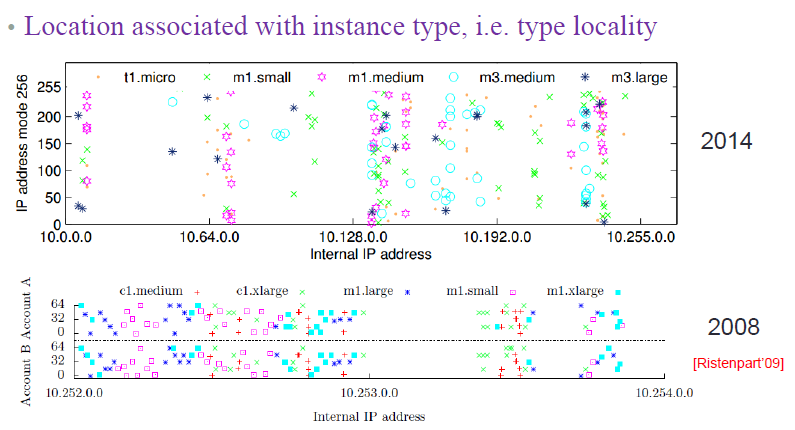 • Location associated with instance type, i.e. type locality
t1.micro m1.small m1.medium m3.medium m3.large
IP address mode 256
255
200
150
100
50
0
10.0.0.0 10.64.0.0 10.128.0.0 10.192.0.0 10.255.0.0
Internal IP address
2014
c1.medium c1.xlarge m1.large m1.small m1.xlarge
Account B Account A
64
32
0
64
32
0
10.252.0.0 10.253.0.0 10.254.0.0
Internal IP address
2008
[Ristenpart'09]